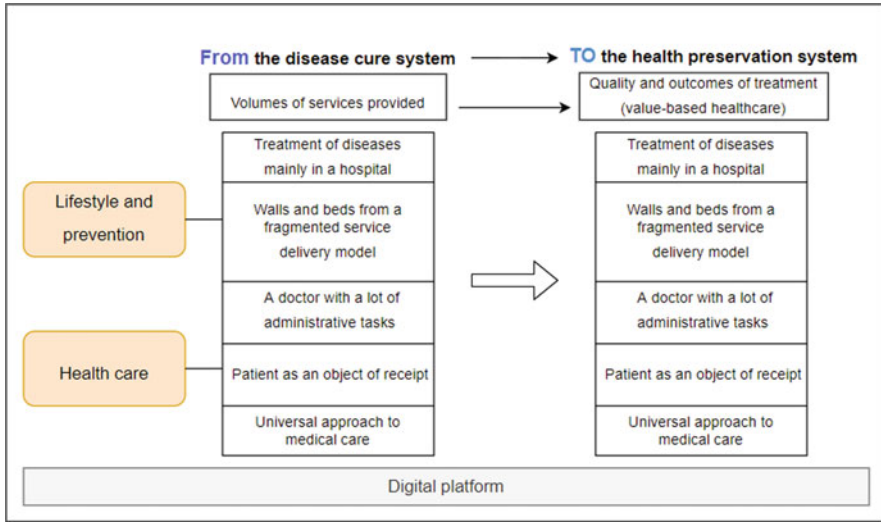 From the disease cure system
TO the health preservation system
Volumes of services provided
Quality and outcomes of treatment
(value-based healthcare)
Lifestyle and
prevention
Health care
Treatment of diseases
mainly in a hospital
Walls and beds from a
fragmented service
delivery model
A doctor with a lot of
administrative tasks
Patient as an object of receipt
Universal approach to
medical care
Treatment of diseases
mainly in a hospital
Walls and beds from a
fragmented service
delivery model
A doctor with a lot of
administrative tasks
Patient as an object of receipt
Universal approach to
medical care
Digital platform